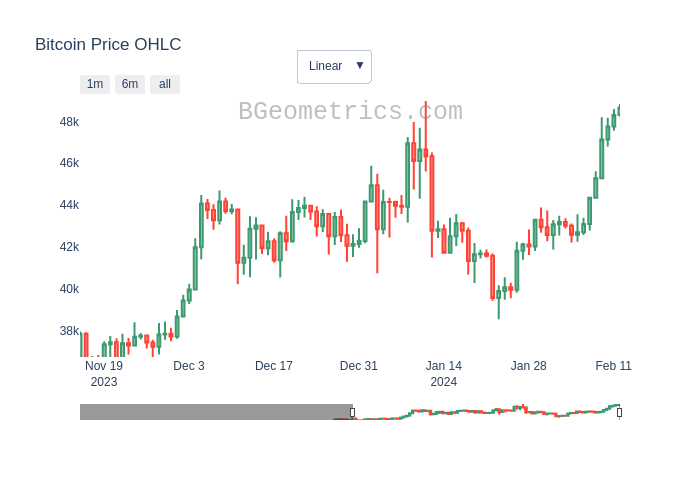 Bitcoin Price OHLC
Linear ▼
1m 6m all
BGeometrics.com
48k
46k
44k
42k
40k
38k
Nov 19 Dec 3 Dec 17 Dec 31 Jan 14 Jan 28 Feb 11
2023 2024